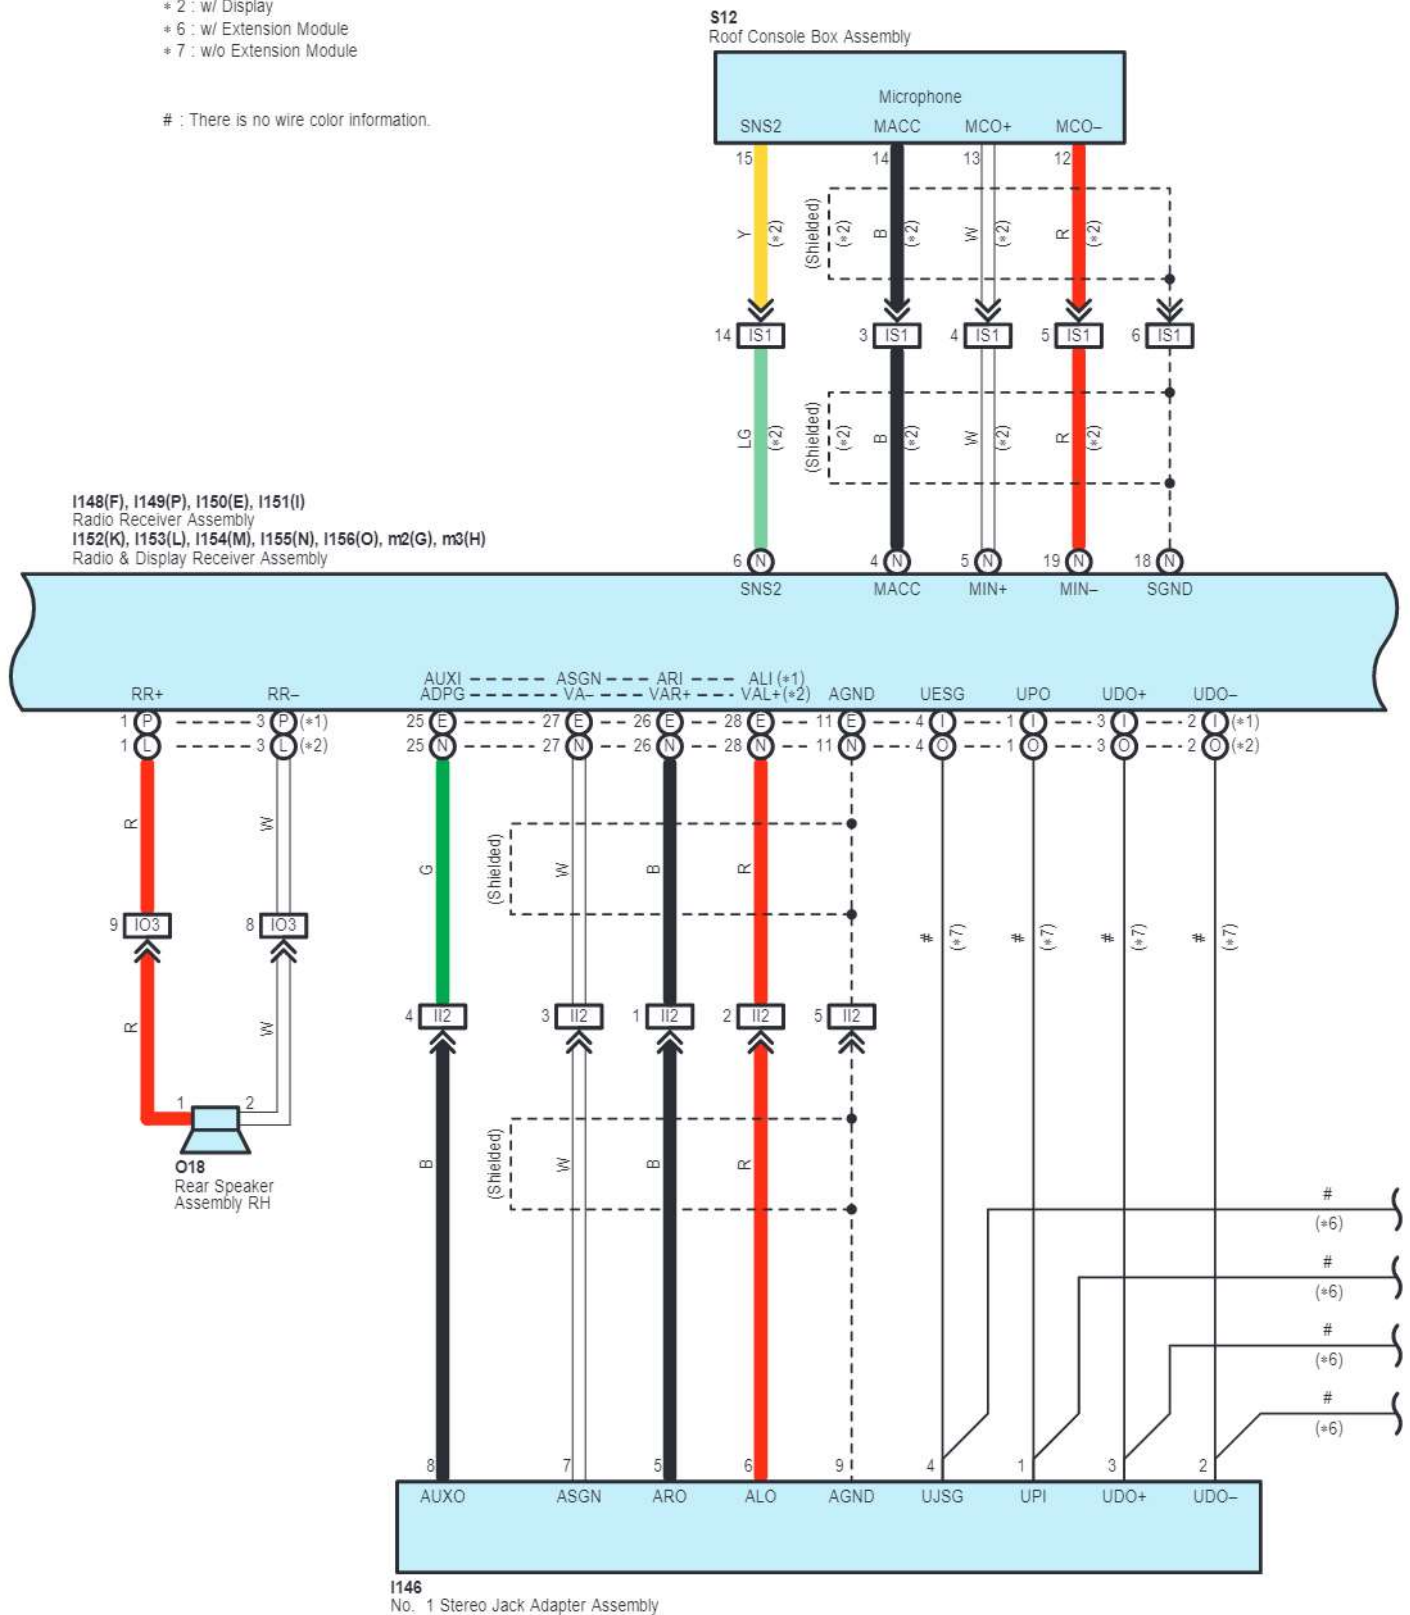 * 2 : w/ Display
* 6 : w/ Extension Module
* 7 : w/o Extension Module
# : There is no wire color information.
S12
Roof Console Box Assembly
Microphone
SNS2 MACC MCO+ MCO–
15 14 13 12
(Shielded)
Y (*2) (*2) B (*2) W (*2) R (*2)
14 IS1 3 IS1 4 IS1 5 IS1 6 IS1
(Shielded)
LG (*2) (*2) B (*2) W (*2) R (*2)
I148(F), I149(P), I150(E), I151(I)
Radio Receiver Assembly
I152(K), I153(L), I154(M), I155(N), I156(O), m2(G), m3(H)
Radio & Display Receiver Assembly
6 N 4 N 5 N 19 N 18 N
SNS2 MACC MIN+ MIN– SGND
AUXI ASGN ARI ALI (*1)
RR+ RR– ADPG VA– VAR+ VAL+(*2) AGND UESG UPO UDO+ UDO–
1 P 3 P (*1) 25 E 27 E 26 E 28 E 11 E 4 I 1 I 3 I 2 I (*1)
1 L 3 L (*2) 25 N 27 N 26 N 28 N 11 N 4 O 1 O 3 O 2 O (*2)
R W
(Shielded)
G W B R
9 IO3 8 IO3
# (*7) # (*7) # (*7) # (*7)
4 II2 3 II2 1 II2 2 II2 5 II2
R W
1 2
O18
Rear Speaker
Assembly RH
(Shielded)
B W B R
#
(*6)
#
(*6)
#
(*6)
#
(*6)
8 7 5 6 9 4 1 3 2
AUXO ASGN ARO ALO AGND UJSG UPI UDO+ UDO–
I146
No. 1 Stereo Jack Adapter Assembly